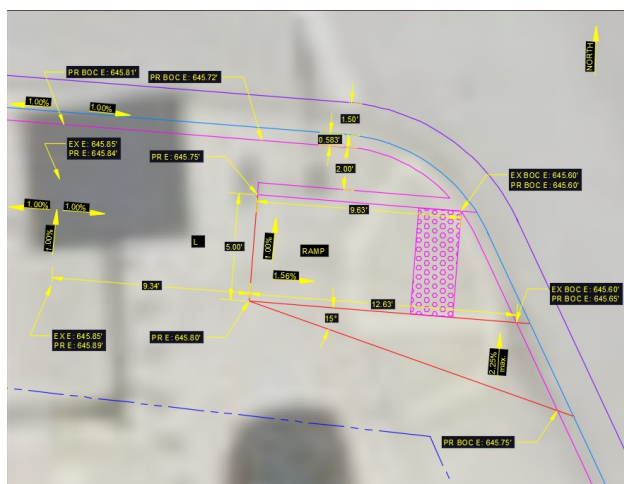 NORTH
PR BOC E: 645.81'
PR BOC E: 645.72'
1.00%
1.00%
1.50'
0.583'
EX E: 645.85'
PR E: 645.84'
PR E: 645.75'
2.00'
EX BOC E: 645.60'
PR BOC E: 645.60'
1.00%
1.00%
9.63'
1.00%
L
5.00'
1.00%
RAMP
1.56%
9.34'
EX BOC E: 645.60'
PR BOC E: 645.65'
12.63'
15°
EX E: 645.85'
PR E: 645.89'
PR E: 645.80'
2.25%
max.
PR BOC E: 645.75'